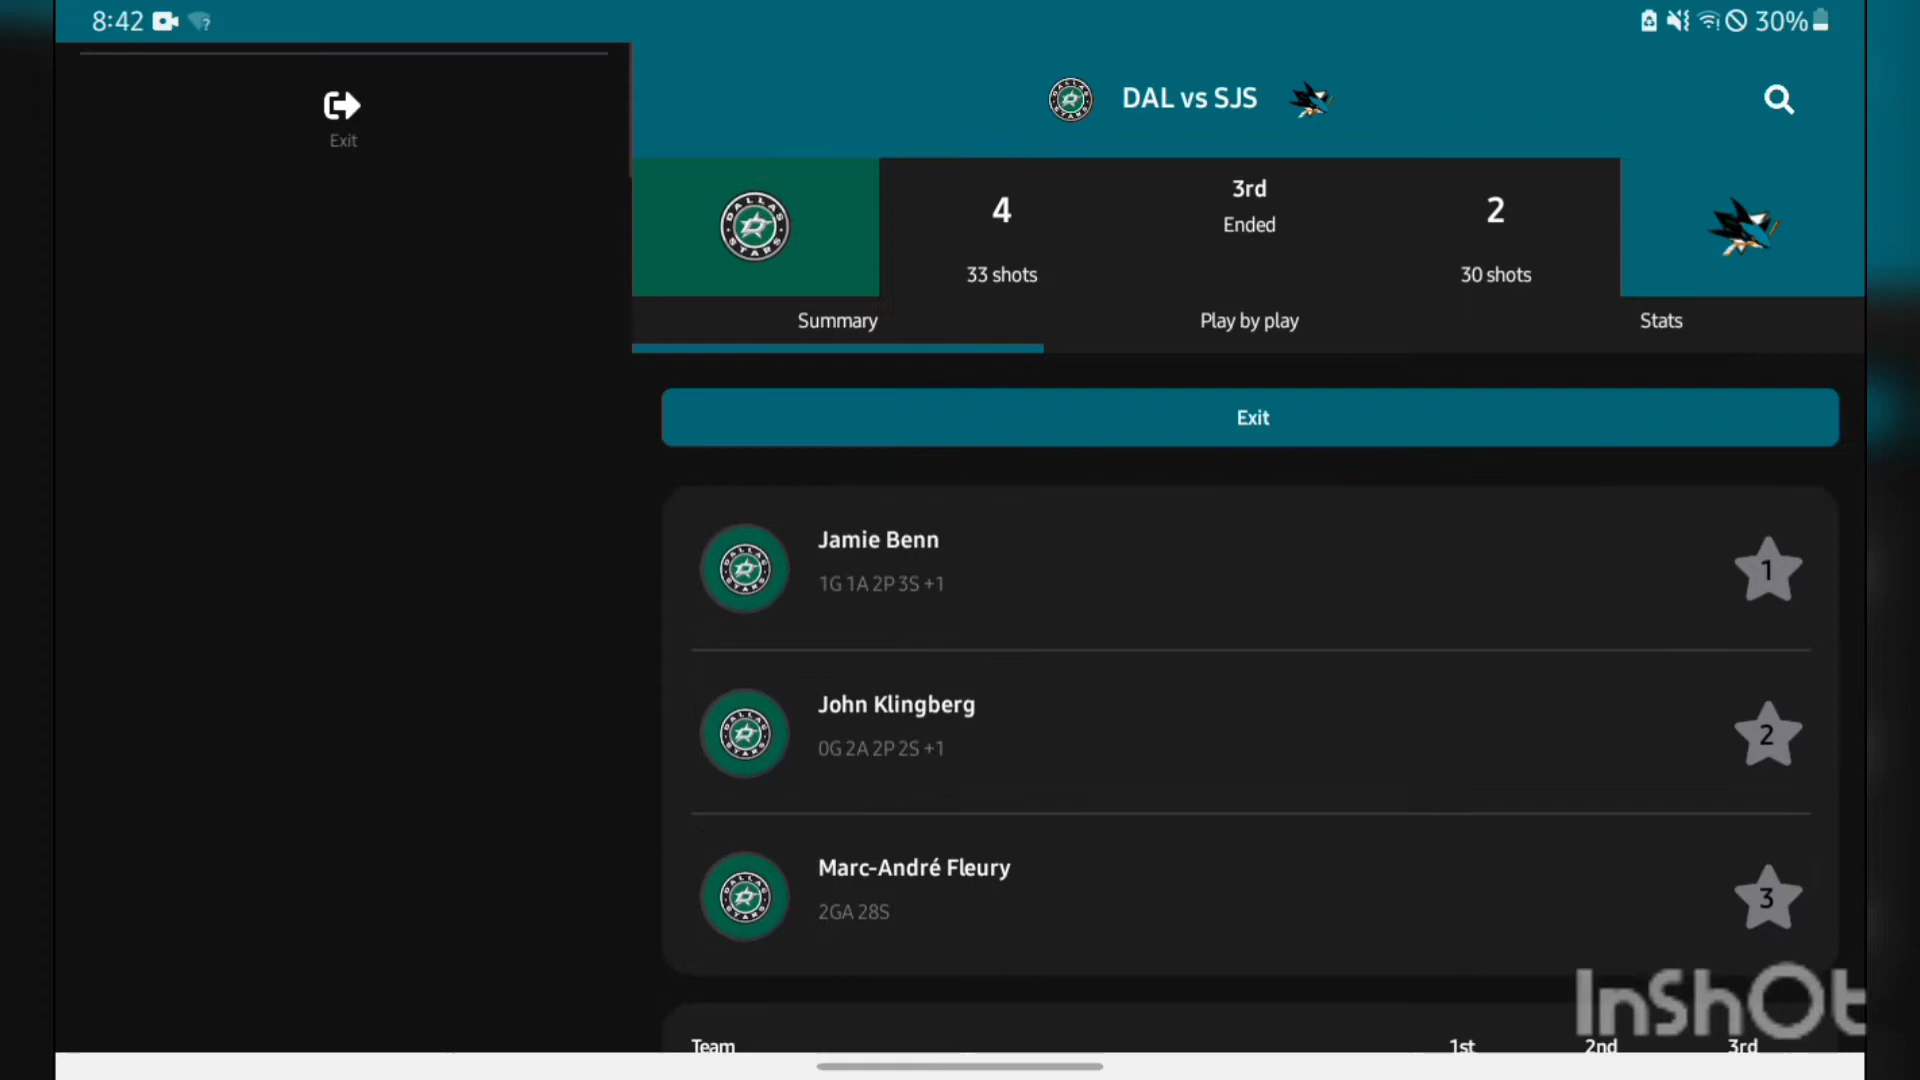 8:42
30%
Exit
DAL vs SJS
4
33 shots
3rd
Ended
2
30 shots
Summary
Play by play
Stats
Exit
Jamie Benn
1G 1A 2P 3S +1
1
John Klingberg
0G 2A 2P 2S +1
2
Marc-André Fleury
2GA 28S
3
Team 1st 2nd 3rd
InShOt